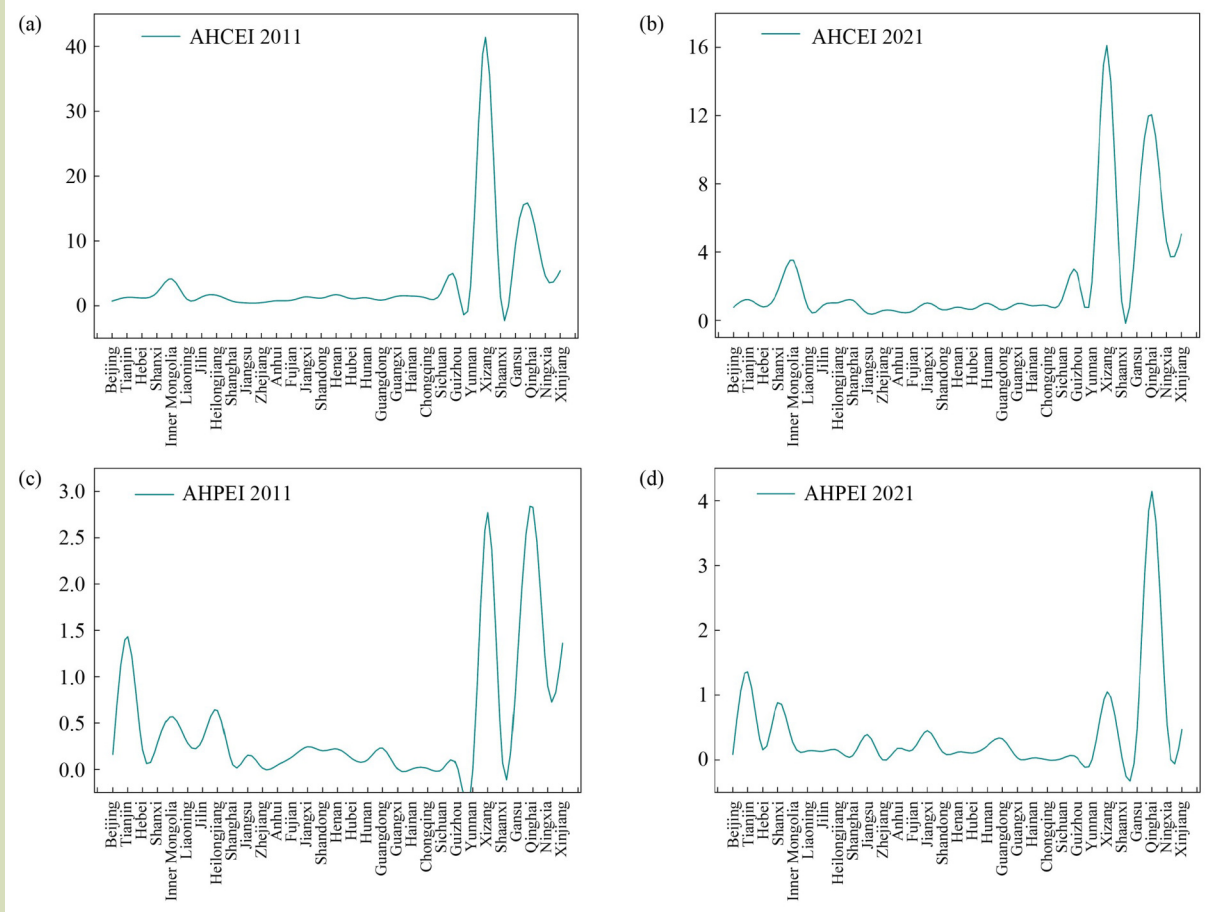 (a)
AHCEI 2011
40
30
20
10
0
Beijing
Tianjin
Hebei
Shanxi
Inner Mongolia
Liaoning
Jilin
Heilongjiang
Shanghai
Jiangsu
Zhejiang
Anhui
Fujian
Jiangxi
Shandong
Henan
Hubei
Hunan
Guangdong
Guangxi
Hainan
Chongqing
Sichuan
Guizhou
Yunnan
Xizang
Shaanxi
Gansu
Qinghai
Ningxia
Xinjiang
(b)
AHCEI 2021
16
12
8
4
0
Beijing
Tianjin
Hebei
Shanxi
Inner Mongolia
Liaoning
Jilin
Heilongjiang
Shanghai
Jiangsu
Zhejiang
Anhui
Fujian
Jiangxi
Shandong
Henan
Hubei
Hunan
Guangdong
Guangxi
Hainan
Chongqing
Sichuan
Guizhou
Yunnan
Xizang
Shaanxi
Gansu
Qinghai
Ningxia
Xinjiang
(c)
AHPEI 2011
3.0
2.5
2.0
1.5
1.0
0.5
0.0
Beijing
Tianjin
Hebei
Shanxi
Inner Mongolia
Liaoning
Jilin
Heilongjiang
Shanghai
Jiangsu
Zhejiang
Anhui
Fujian
Jiangxi
Shandong
Henan
Hubei
Hunan
Guangdong
Guangxi
Hainan
Chongqing
Sichuan
Guizhou
Yunnan
Xizang
Shaanxi
Gansu
Qinghai
Ningxia
Xinjiang
(d)
AHPEI 2021
4
3
2
1
0
Beijing
Tianjin
Hebei
Shanxi
Inner Mongolia
Liaoning
Jilin
Heilongjiang
Shanghai
Jiangsu
Zhejiang
Anhui
Fujian
Jiangxi
Shandong
Henan
Hubei
Hunan
Guangdong
Guangxi
Hainan
Chongqing
Sichuan
Guizhou
Yunnan
Xizang
Shaanxi
Gansu
Qinghai
Ningxia
Xinjiang